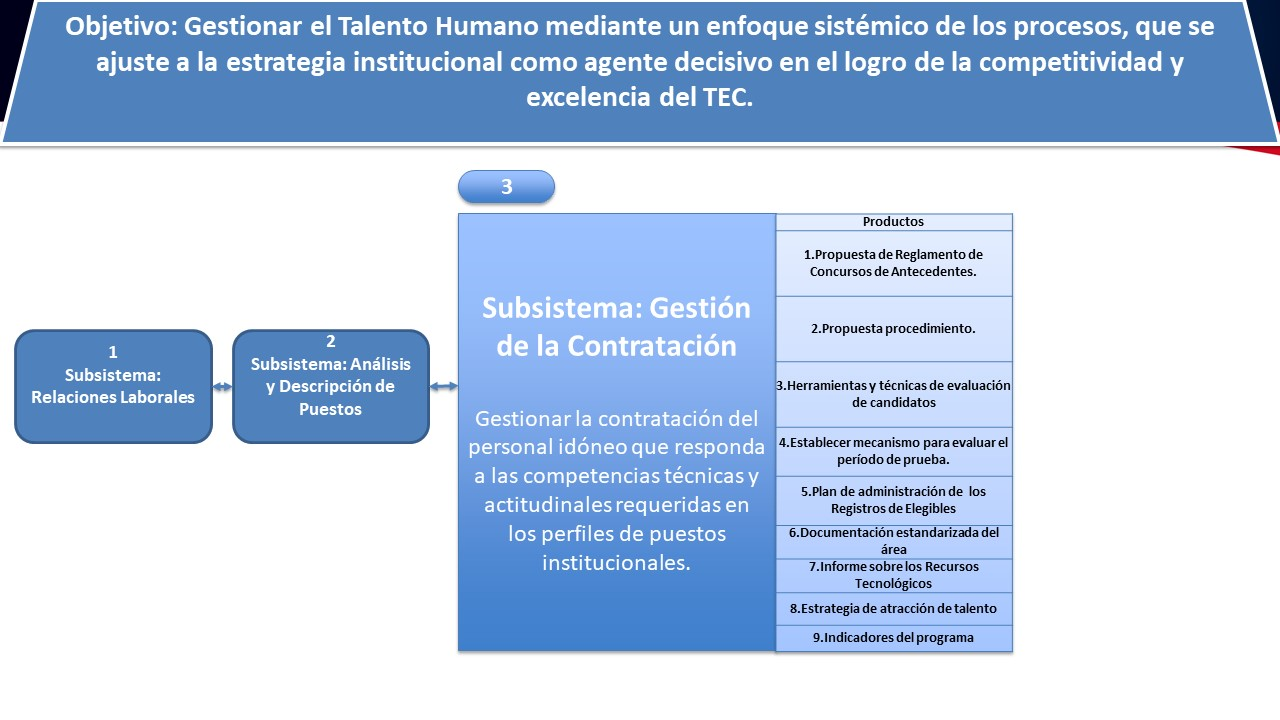 Objetivo: Gestionar el Talento Humano mediante un enfoque sistémico de los procesos, que se
ajuste a la estrategia institucional como agente decisivo en el logro de la competitividad y
excelencia del TEC.
1
Subsistema:
Relaciones Laborales
2
Subsistema: Análisis
y Descripción de
Puestos
3
Subsistema: Gestión
de la Contratación
Gestionar la contratación del
personal idóneo que responda
a las competencias técnicas y
actitudinales requeridas en
los perfiles de puestos
institucionales.
Productos
1.Propuesta de Reglamento de
Concursos de Antecedentes.
2.Propuesta procedimiento.
3.Herramientas y técnicas de evaluación
de candidatos
4.Establecer mecanismo para evaluar el
período de prueba.
5.Plan de administración de  los
Registros de Elegibles
6.Documentación estandarizada del
área
7.Informe sobre los Recursos
Tecnológicos
8.Estrategia de atracción de talento
9.Indicadores del programa